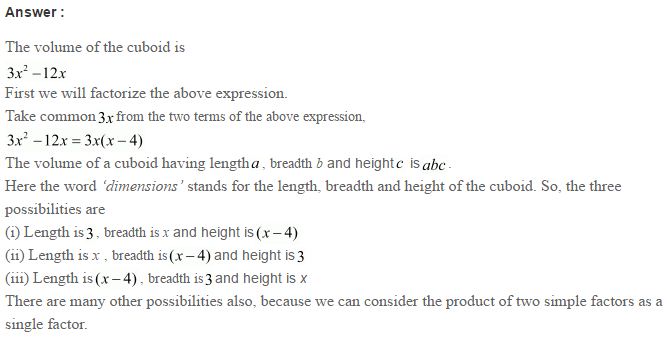 Answer :
The volume of the cuboid is
3x² – 12x
First we will factorize the above expression.
Take common 3x from the two terms of the above expression,
3x² – 12x = 3x(x – 4)
The volume of a cuboid having length a , breadth b and height c is abc .
Here the word ‘dimensions’ stands for the length, breadth and height of the cuboid. So, the three
possibilities are
(i) Length is 3 , breadth is x and height is (x – 4)
(ii) Length is x , breadth is (x – 4) and height is 3
(iii) Length is (x – 4) , breadth is 3 and height is x
There are many other possibilities also, because we can consider the product of two simple factors as a
single factor.